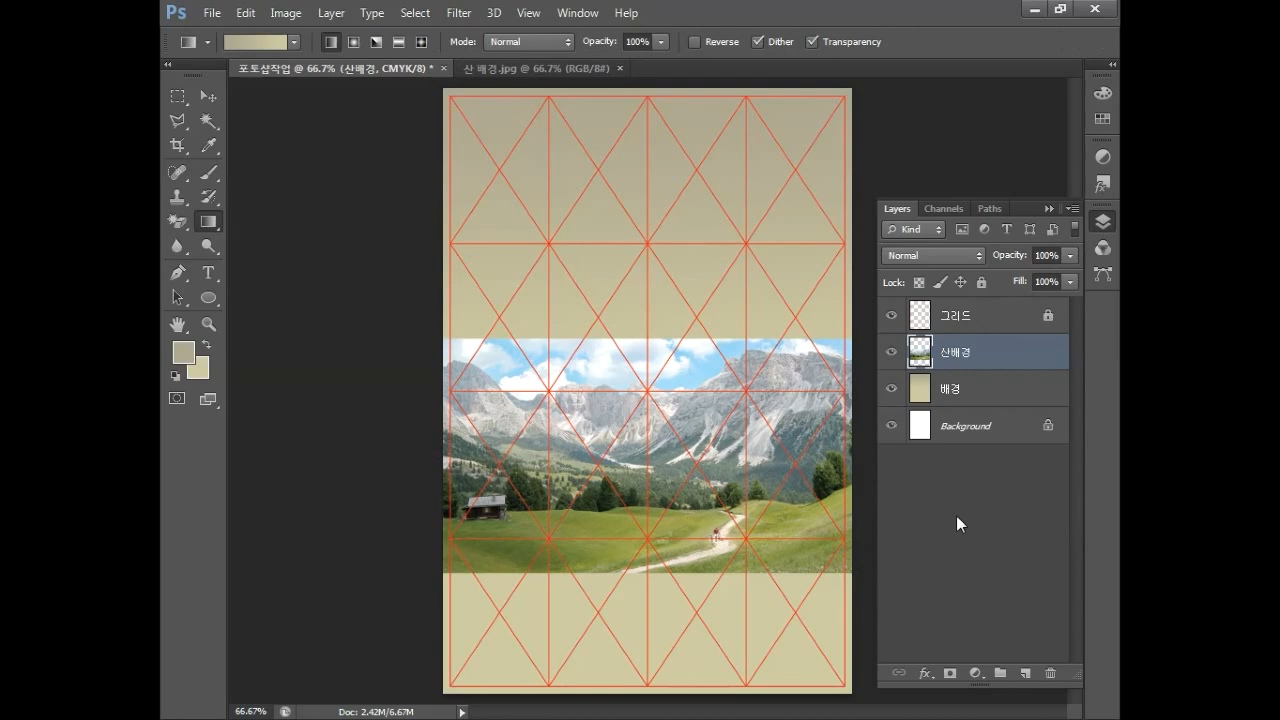 Ps File Edit Image Layer Type Select Filter 3D View Window Help
Mode: Normal Opacity: 100% Reverse Dither Transparency
포토샵작업 @ 66.7% (산배경, CMYK/8) * × 산 배경.jpg @ 66.7% (RGB/8#) ×
Layers Channels Paths
Kind
Normal Opacity: 100%
Lock: Fill: 100%
그리드
산배경
배경
Background
66.67% Doc: 2.42M/6.67M